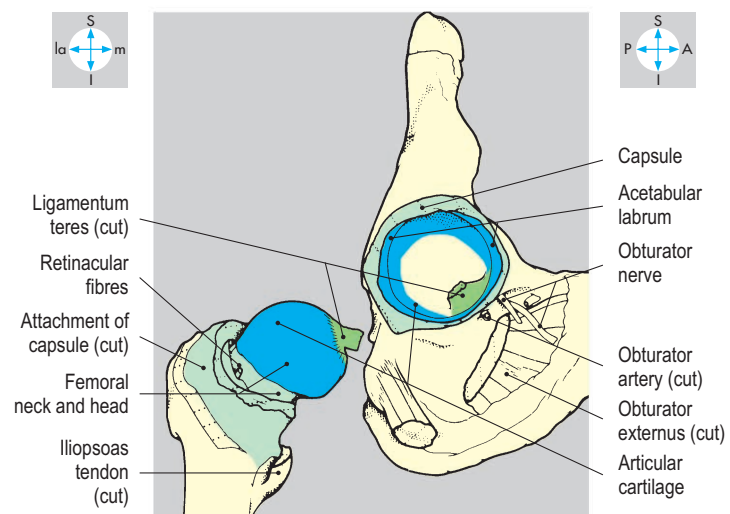 S
la m
I
S
P A
I
Ligamentum
teres (cut)
Retinacular
fibres
Attachment of
capsule (cut)
Femoral
neck and head
Iliopsoas
tendon
(cut)
Capsule
Acetabular
labrum
Obturator
nerve
Obturator
artery (cut)
Obturator
externus (cut)
Articular
cartilage